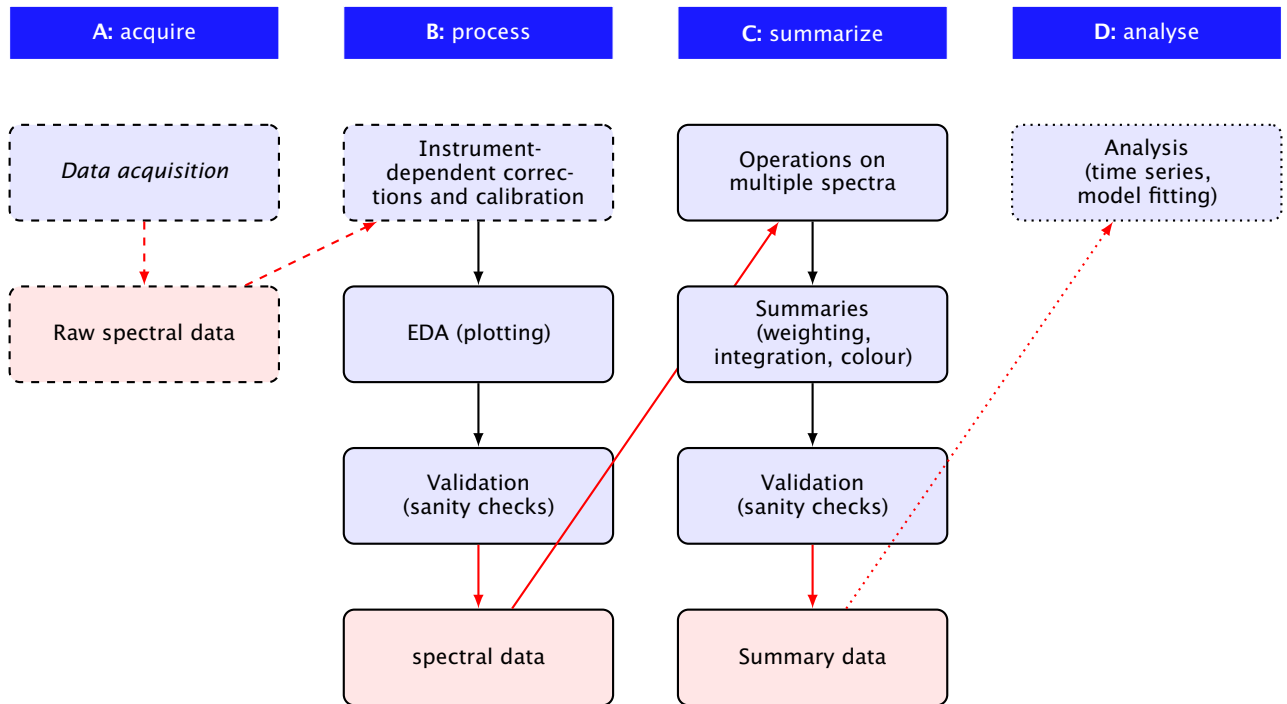 A: acquire
B: process
C: summarize
D: analyse
Data acquisition
Raw spectral data
Instrument-
dependent correc-
tions and calibration
EDA (plotting)
Validation
(sanity checks)
spectral data
Operations on
multiple spectra
Summaries
(weighting,
integration, colour)
Validation
(sanity checks)
Summary data
Analysis
(time series,
model fitting)